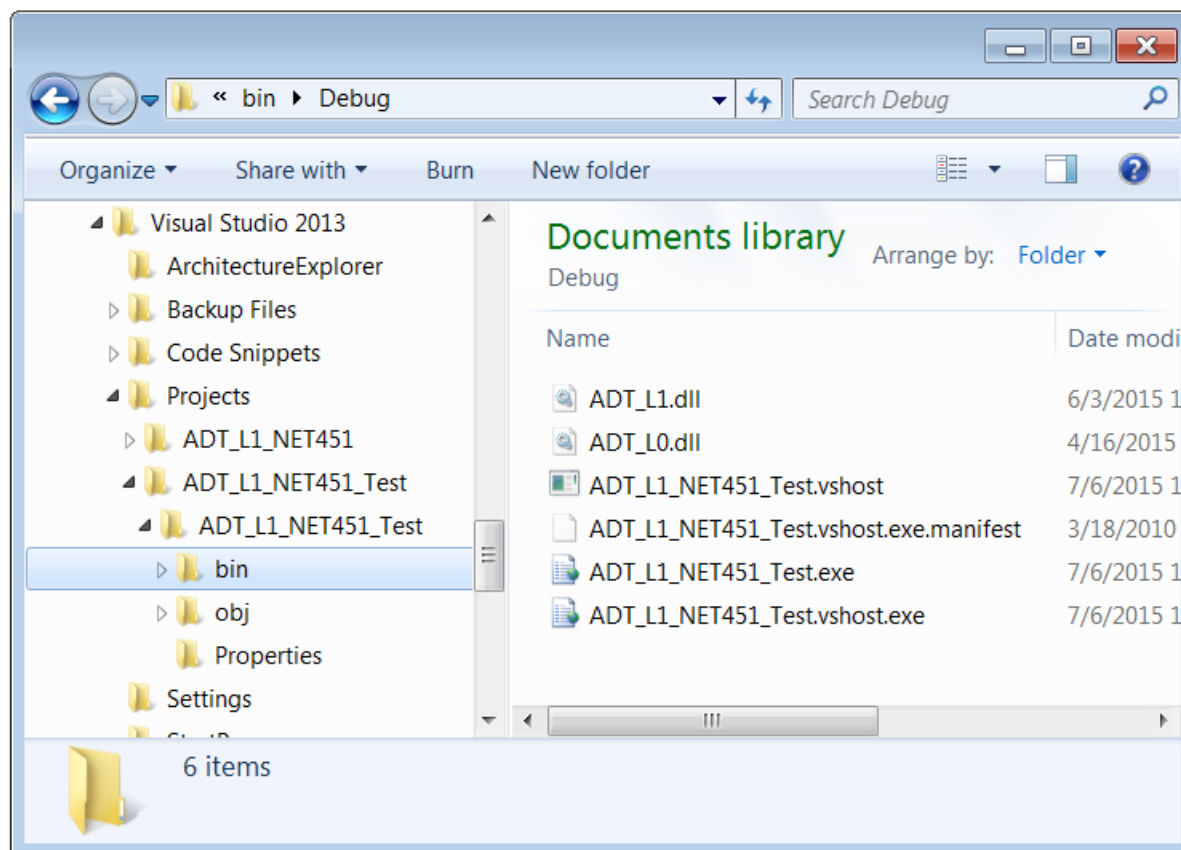 « bin Debug
Search Debug
Organize Share with Burn New folder
Visual Studio 2013
ArchitectureExplorer
Backup Files
Code Snippets
Projects
ADT_L1_NET451
ADT_L1_NET451_Test
ADT_L1_NET451_Test
bin
obj
Properties
Settings
Documents library
Debug
Arrange by: Folder
Name Date modi
ADT_L1.dll 6/3/2015 1
ADT_L0.dll 4/16/2015
ADT_L1_NET451_Test.vshost 7/6/2015 1
ADT_L1_NET451_Test.vshost.exe.manifest 3/18/2010
ADT_L1_NET451_Test.exe 7/6/2015 1
ADT_L1_NET451_Test.vshost.exe 7/6/2015 1
6 items